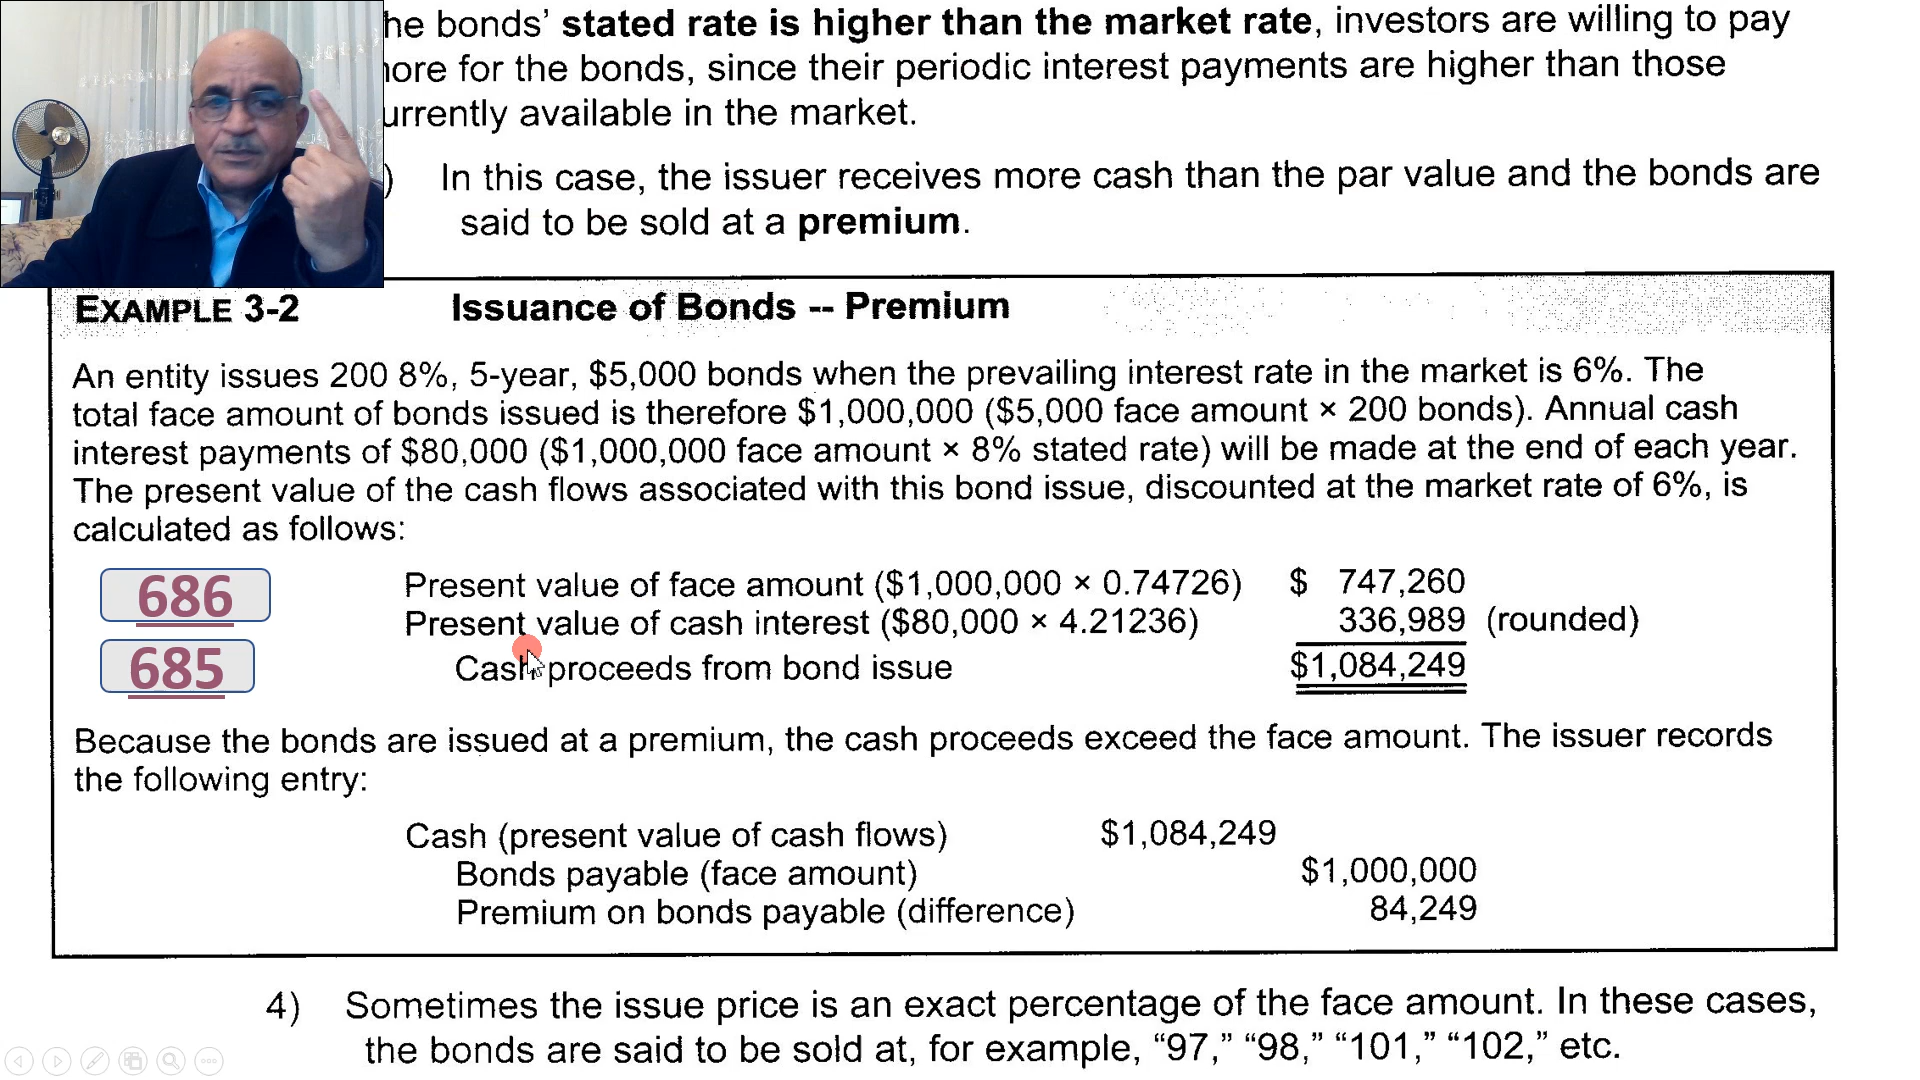 he bonds’ stated rate is higher than the market rate, investors are willing to pay
ore for the bonds, since their periodic interest payments are higher than those
urrently available in the market.
) In this case, the issuer receives more cash than the par value and the bonds are
said to be sold at a premium.
EXAMPLE 3-2 Issuance of Bonds -- Premium
An entity issues 200 8%, 5-year, $5,000 bonds when the prevailing interest rate in the market is 6%. The
total face amount of bonds issued is therefore $1,000,000 ($5,000 face amount × 200 bonds). Annual cash
interest payments of $80,000 ($1,000,000 face amount × 8% stated rate) will be made at the end of each year.
The present value of the cash flows associated with this bond issue, discounted at the market rate of 6%, is
calculated as follows:
686 Present value of face amount ($1,000,000 × 0.74726) $ 747,260
Present value of cash interest ($80,000 × 4.21236) 336,989 (rounded)
685 Cash proceeds from bond issue $1,084,249
Because the bonds are issued at a premium, the cash proceeds exceed the face amount. The issuer records
the following entry:
Cash (present value of cash flows) $1,084,249
Bonds payable (face amount) $1,000,000
Premium on bonds payable (difference) 84,249
4) Sometimes the issue price is an exact percentage of the face amount. In these cases,
the bonds are said to be sold at, for example, “97,” “98,” “101,” “102,” etc.